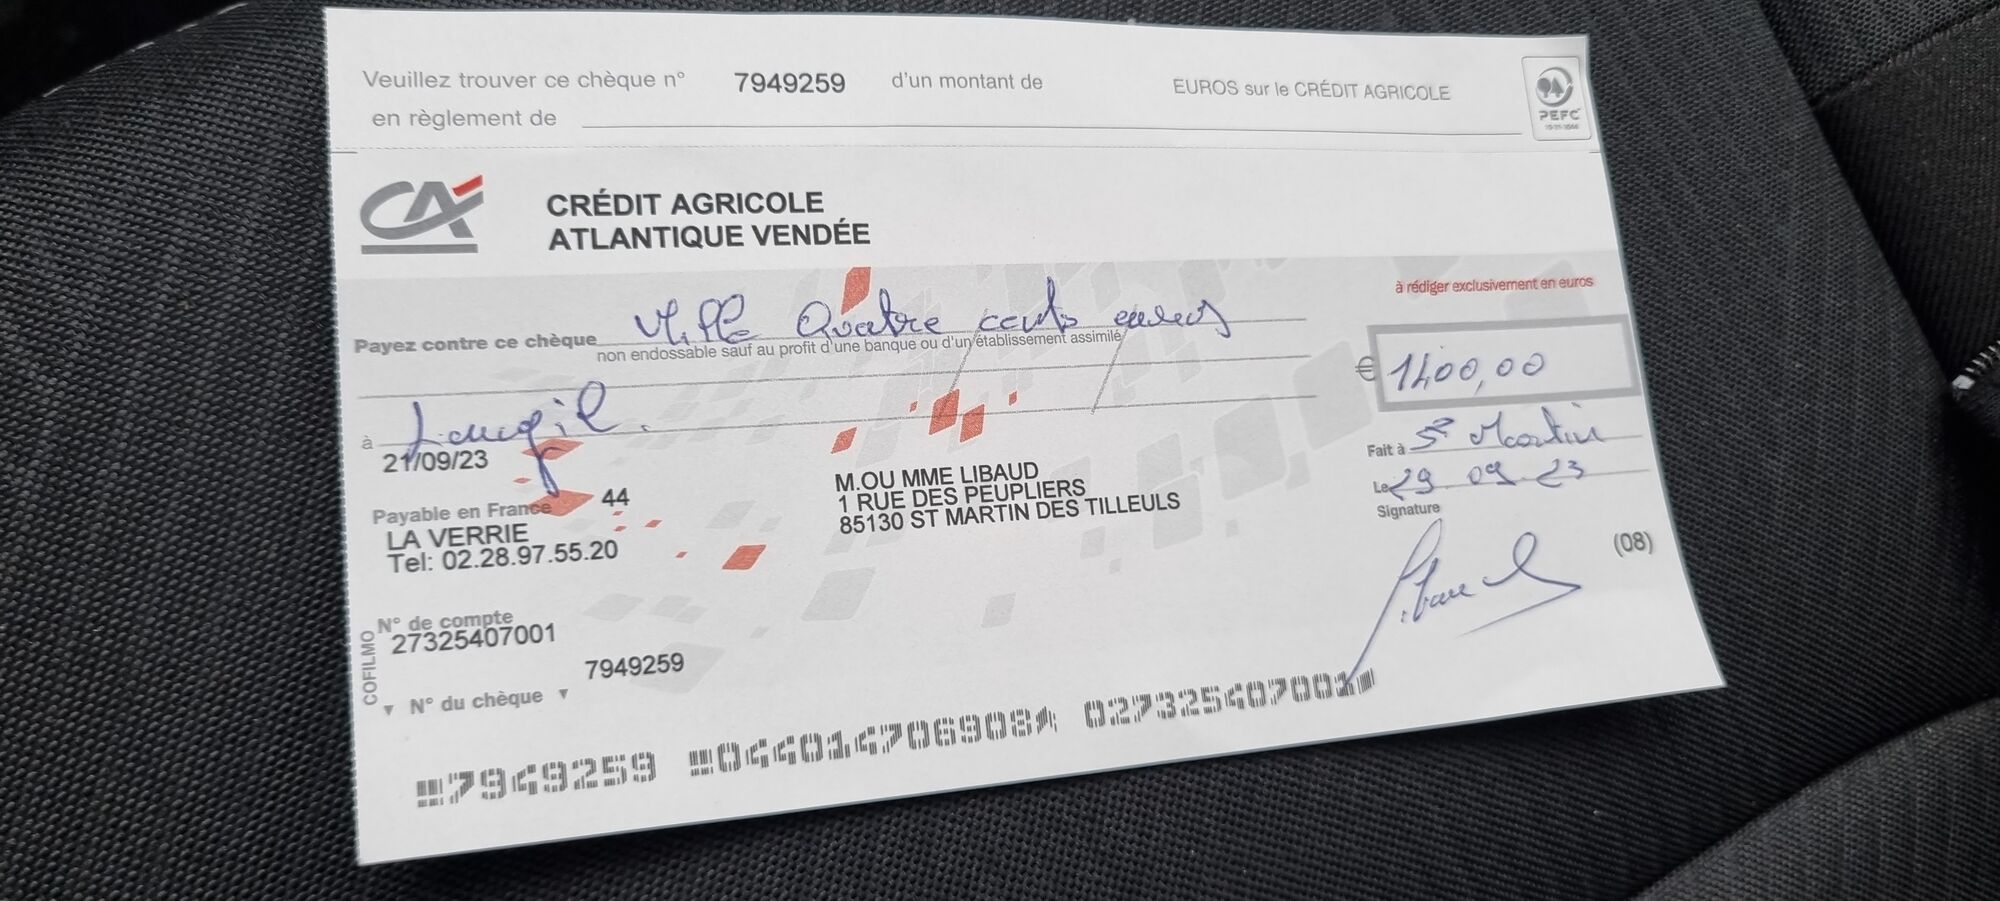 Veuillez trouver ce chèque n° 7949259 d'un montant de EUROS sur le CRÉDIT AGRICOLE
en règlement de
PEFC
CA
CRÉDIT AGRICOLE
ATLANTIQUE VENDÉE
à rédiger exclusivement en euros
Payez contre ce chèque Mille Quatre cents euros
non endossable sauf au profit d'une banque ou d'un établissement assimilé
€ 1400,00
à
21/09/23
Fait à St Martin
Le 29 09 23
Signature
Payable en France 44
LA VERRIE
Tel: 02.28.97.55.20
M.OU MME LIBAUD
1 RUE DES PEUPLIERS
85130 ST MARTIN DES TILLEULS
(08)
COFILMO
N° de compte
27325407001
7949259
N° du chèque
7949259 044014706908 027325407001